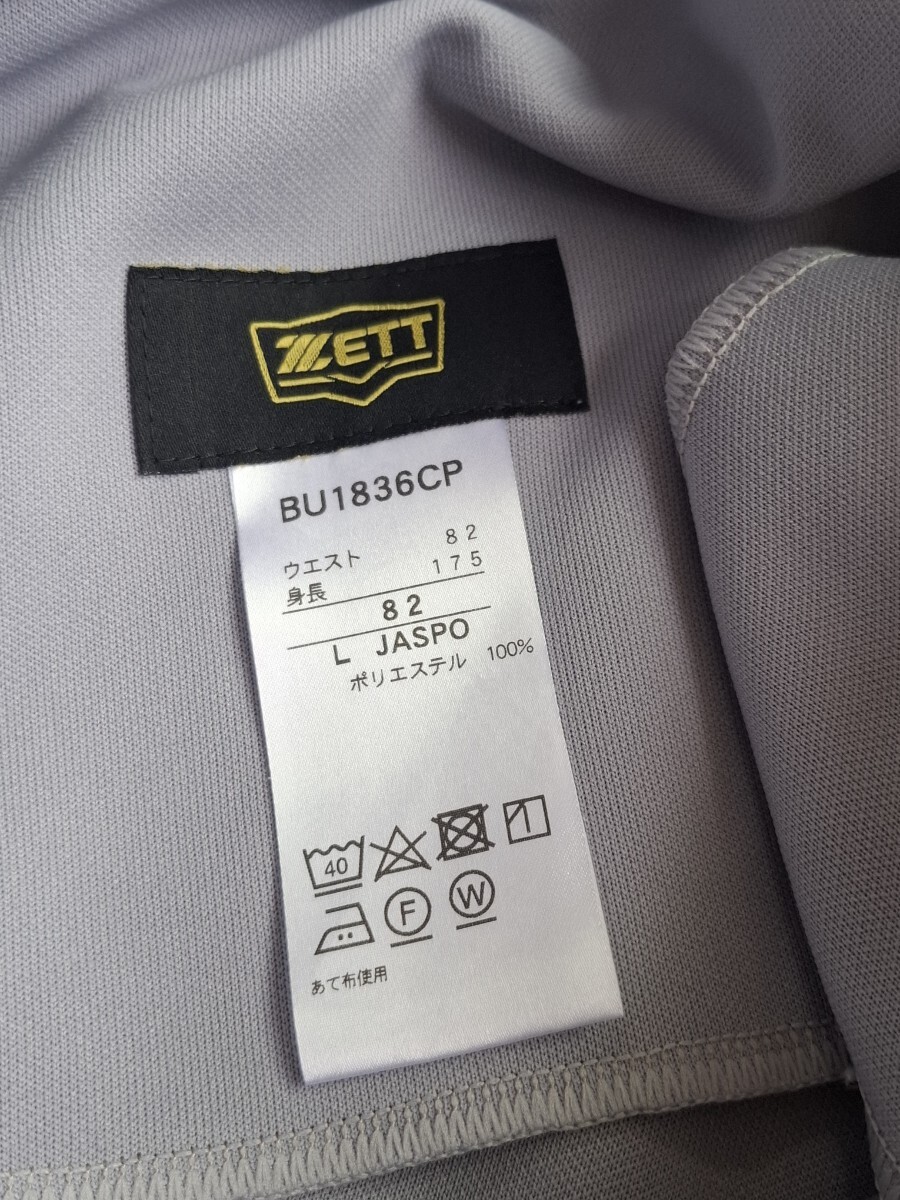 ZETT
BU1836CP
ウエスト 82
身長 175
82
L JASPO
ポリエステル 100%
40
F W
あて布使用